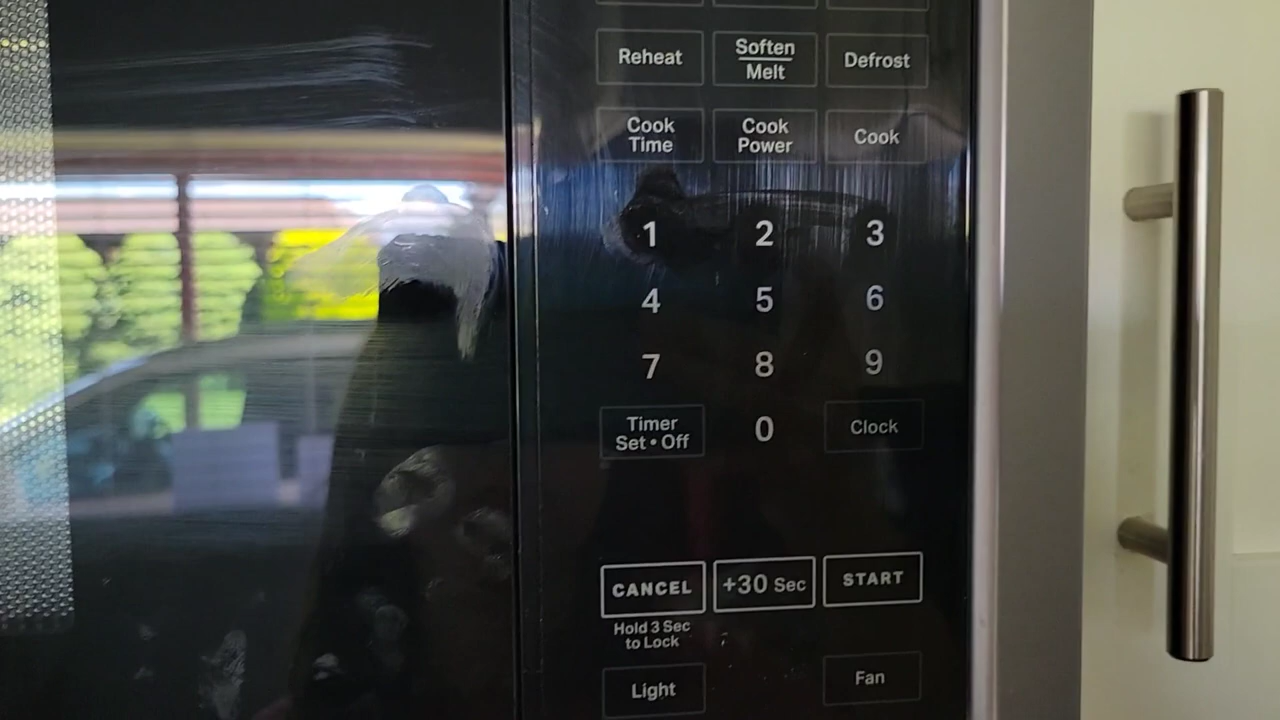 Reheat
Soften
Melt
Defrost
Cook
Time
Cook
Power
Cook
1 2 3
4 5 6
7 8 9
Timer
Set • Off
0
Clock
CANCEL
+30 Sec
START
Hold 3 Sec
to Lock
Light
Fan